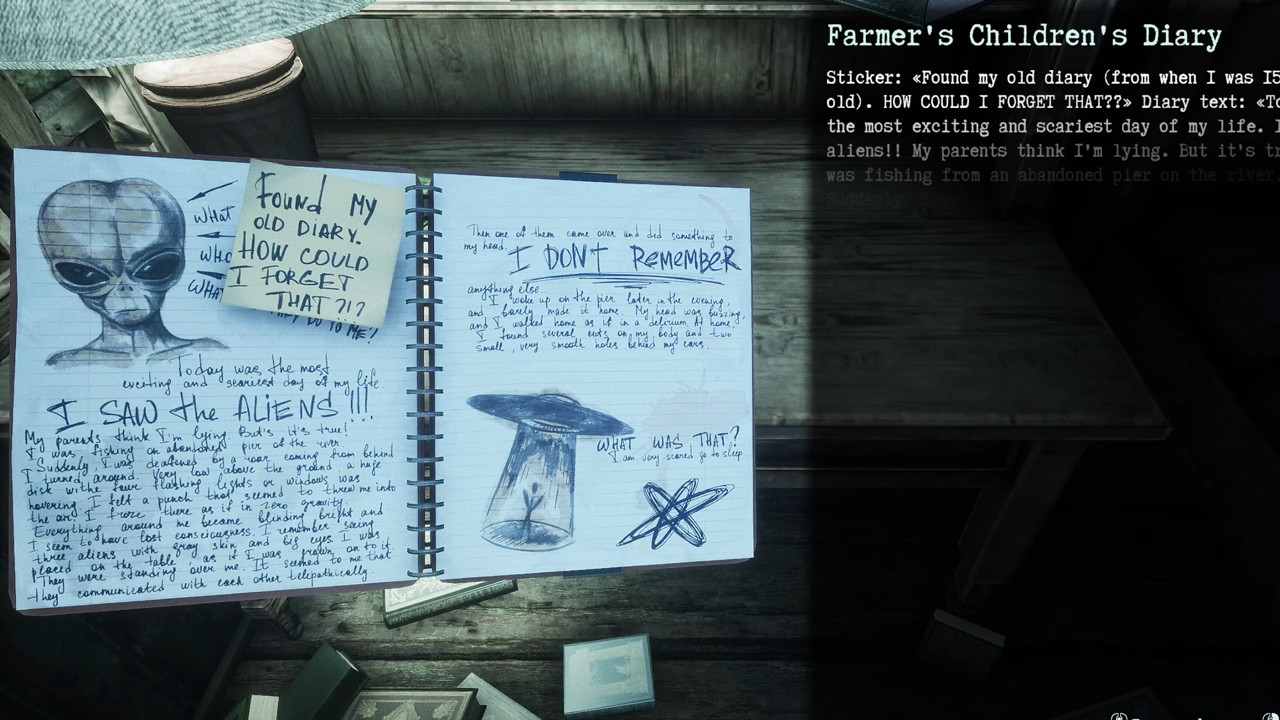 WHAT
WHO
WHAT
THEY DO TO ME?
FOUND MY
OLD DIARY.
HOW COULD
I FORGET
THAT?!?
Today was the most
exciting and scariest day of my life
I SAW the ALIENS !!!
My parents think I'm lying But's it's true!
I was fishing on abandoned pier of the river
Suddenly I was deafened by a roar coming from behind
I turned around. Very low above the ground, a huge
disk withe four flashing lights or windows was
hovering. I felt a punch that seemed to threw me into
the air. I froze there as if in zero gravity
Everything around me became blinding bright and
I seem to have lost consciousness. I remember seing
three aliens with gray skin and big eyes. I was
placed on the table, as if I was prown on to it.
They were standing over me. It seemed to me that
they communicated with each other telepathically.
Then one of them came over and did something to
my head.
I DON'T REMEMBER
anything else.
I woke up on the pier later in the evening,
and barely made it home. My head was buzzing,
and I walked home as if in a delirium. At home,
I found several cuts on my body and two
small, very smooth holes behind my ears.
WHAT WAS THAT?
I am very scared go to sleep
Farmer's Children's Diary
Sticker: «Found my old diary (from when I was 15
old). HOW COULD I FORGET THAT??» Diary text: «To
the most exciting and scariest day of my life. I
aliens!! My parents think I'm lying. But it's tr
was fishing from an abandoned pier on the river.
Suddenly,